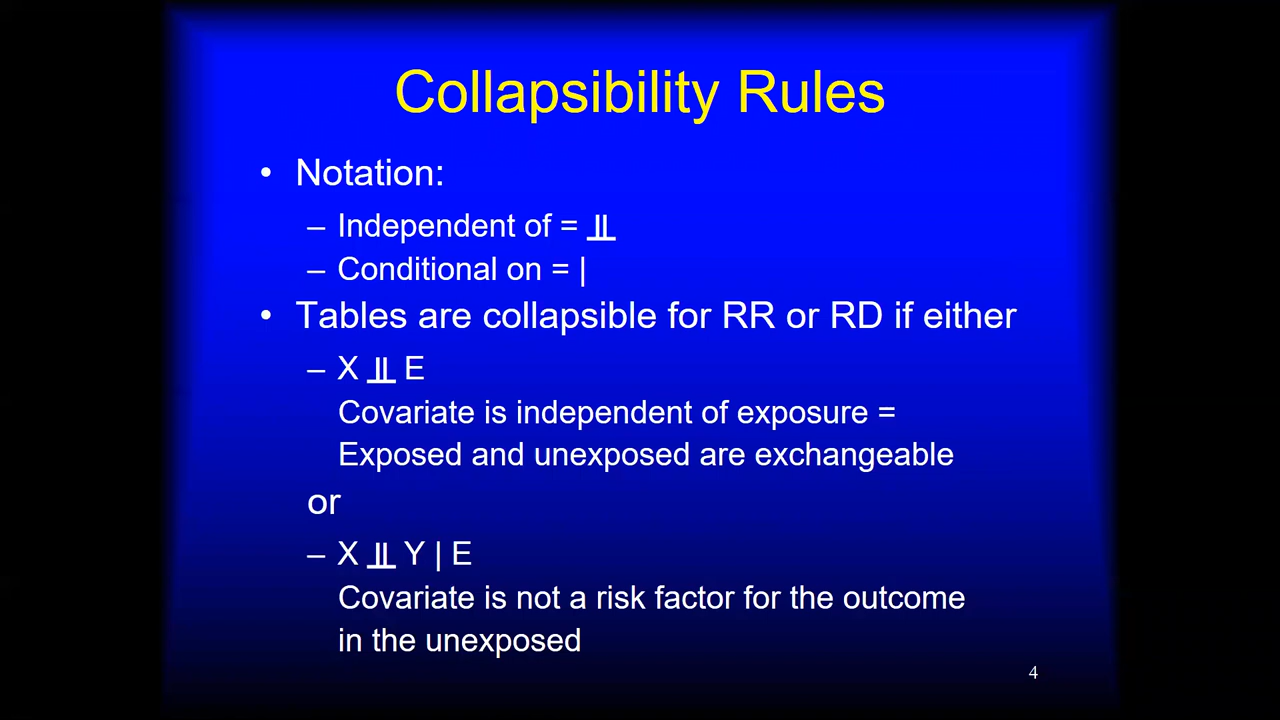 Collapsibility Rules
• Notation:
– Independent of = ⫫
– Conditional on = |
• Tables are collapsible for RR or RD if either
– X ⫫ E
Covariate is independent of exposure =
Exposed and unexposed are exchangeable
or
– X ⫫ Y | E
Covariate is not a risk factor for the outcome
in the unexposed
4